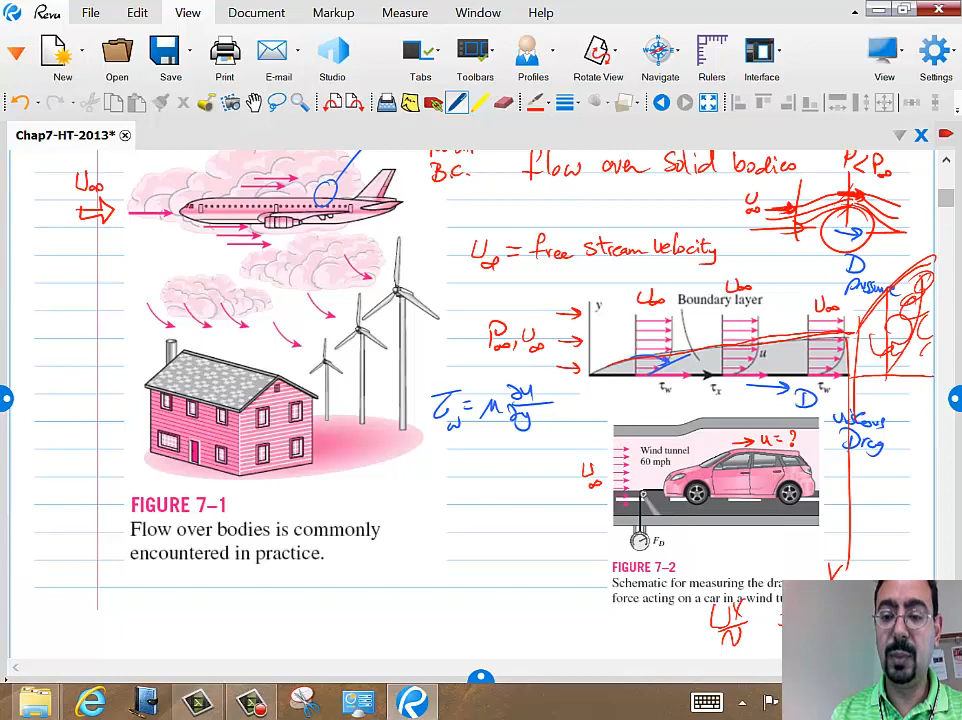 Revu File Edit View Document Markup Measure Window Help
New Open Save Print E-mail Studio Tabs Toolbars Profiles Rotate View Navigate Rulers Interface View Settings
Chap7-HT-2013*
B.C. Flow over solid bodies P<P∞
U∞
U∞
U∞ = free stream velocity
D
pressure
y
U∞ Boundary layer U∞ U∞
P∞, U∞
u
τw τx τw
D
τw = μ ∂u/∂y
viscous
Drag
u = ?
Wind tunnel
60 mph
U∞
FD
FIGURE 7–1
Flow over bodies is commonly
encountered in practice.
FIGURE 7–2
Schematic for measuring the dra
force acting on a car in a wind tu